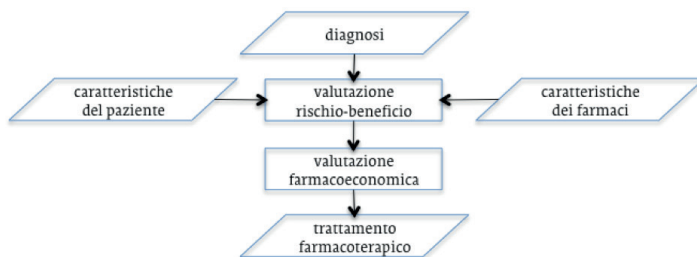 diagnosi
caratteristiche
del paziente
valutazione
rischio-beneficio
caratteristiche
dei farmaci
valutazione
farmacoeconomica
trattamento
farmacoterapico